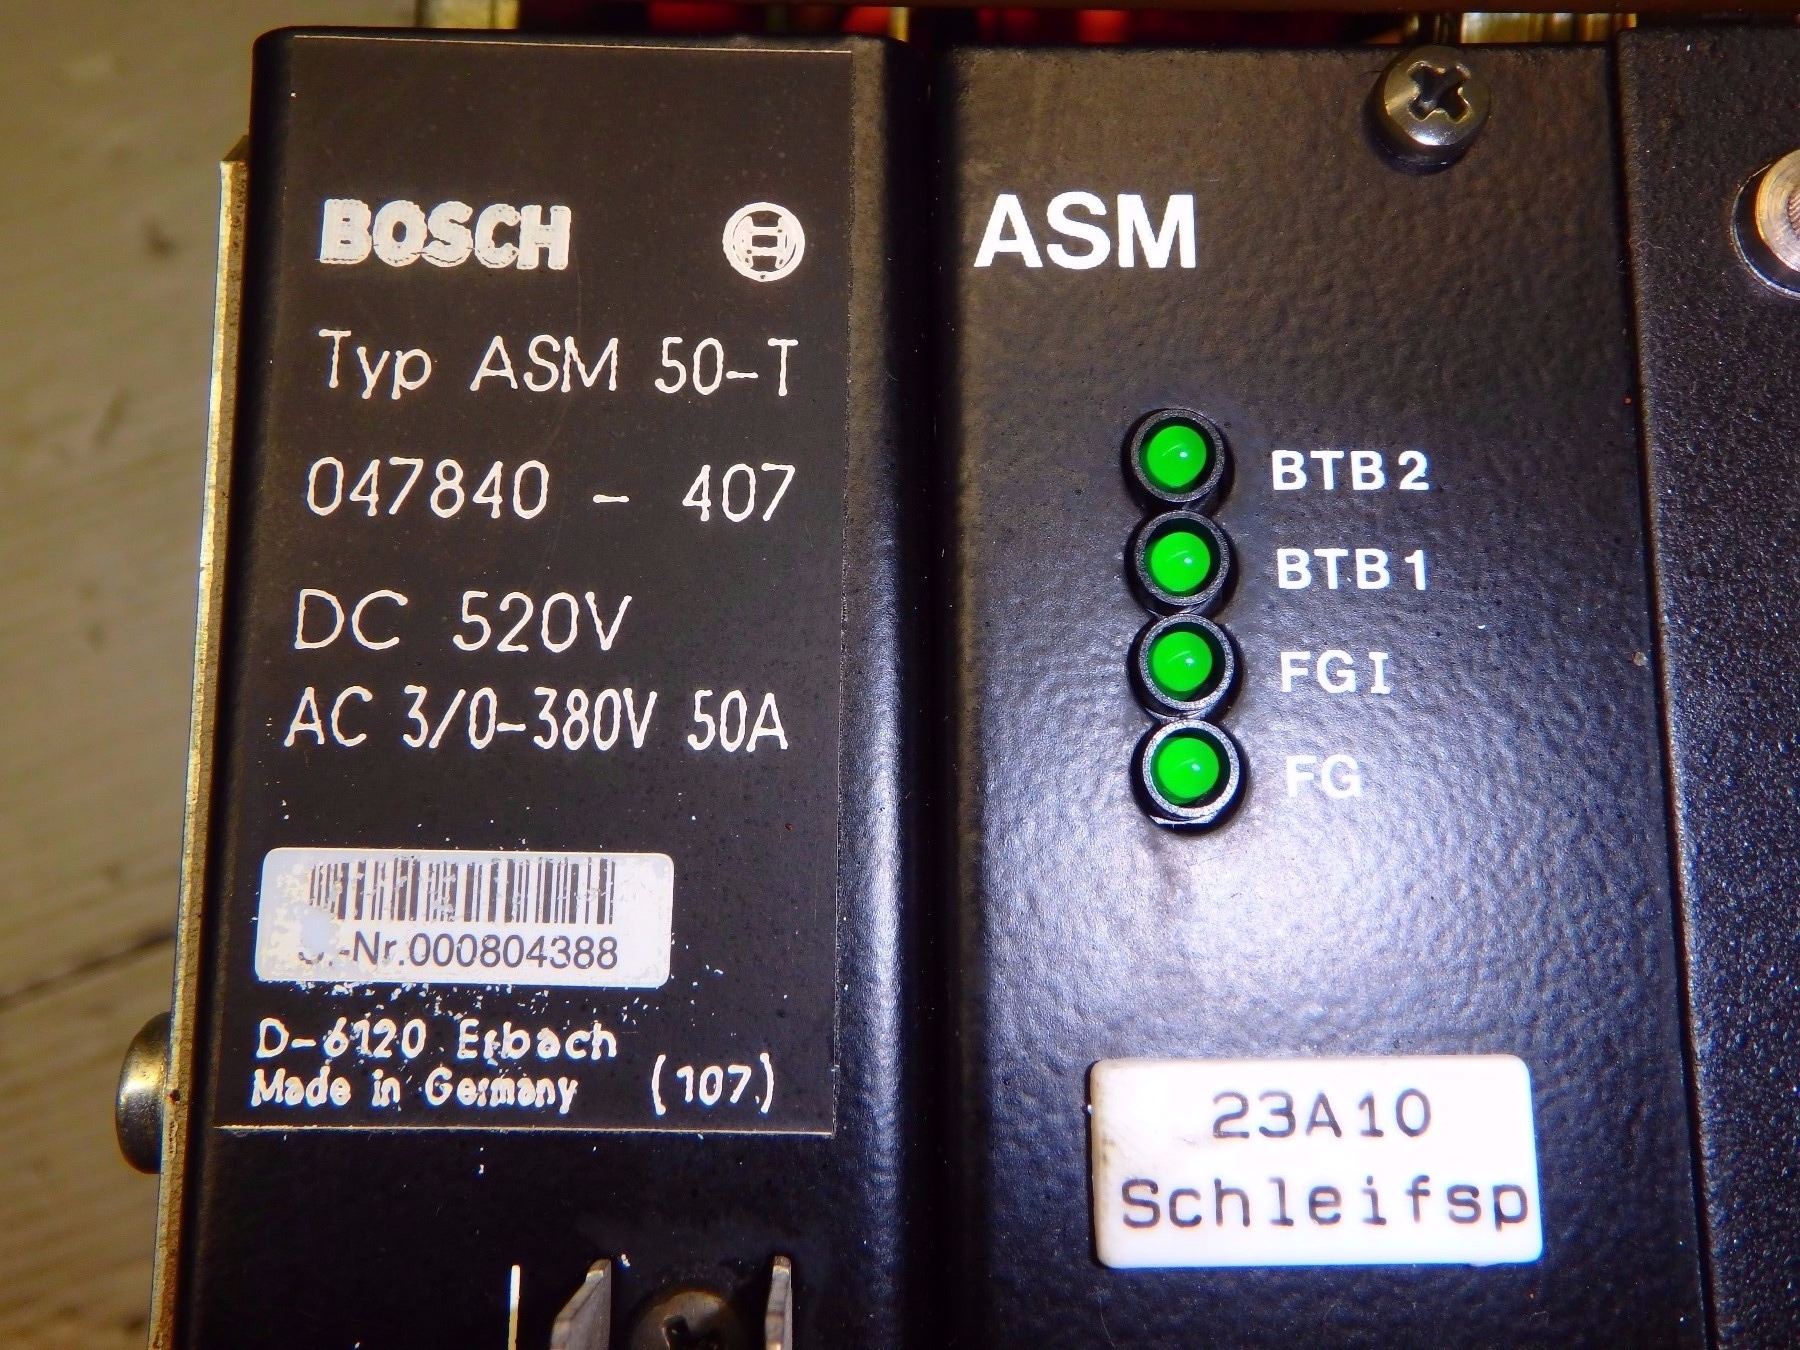 BOSCH
Typ ASM 50-T
047840 - 407
DC 520V
AC 3/0-380V 50A
-Nr.000804388
D-6120 Erbach
Made in Germany (107)
ASM
BTB2
BTB1
FGI
FG
23A10
Schleifsp